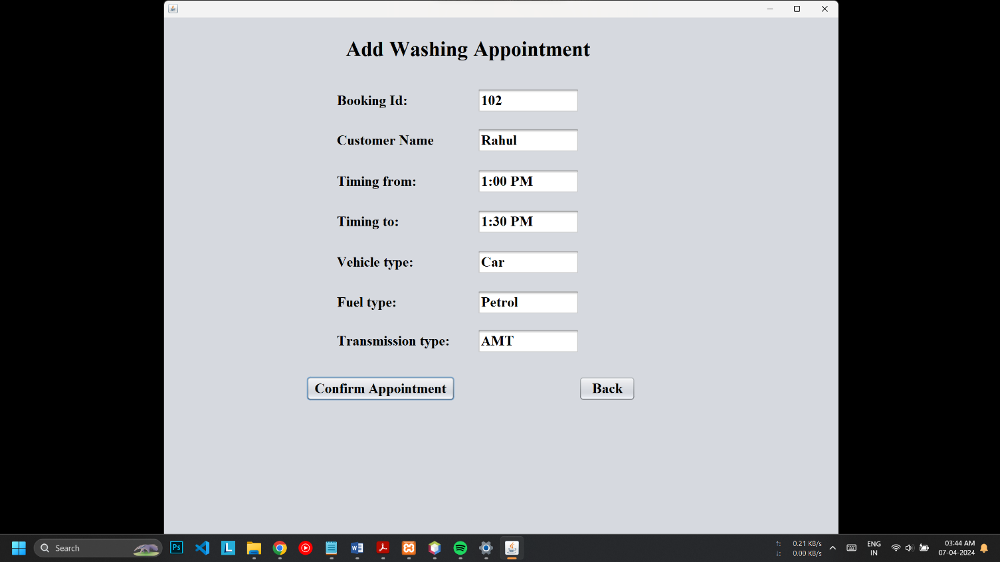 Add Washing Appointment
Booking Id: 102
Customer Name Rahul
Timing from: 1:00 PM
Timing to: 1:30 PM
Vehicle type: Car
Fuel type: Petrol
Transmission type: AMT
Confirm Appointment Back
Search
Ps
L
W
↑: 0.21 KB/s
↓: 0.00 KB/s
ENG
IN
03:44 AM
07-04-2024